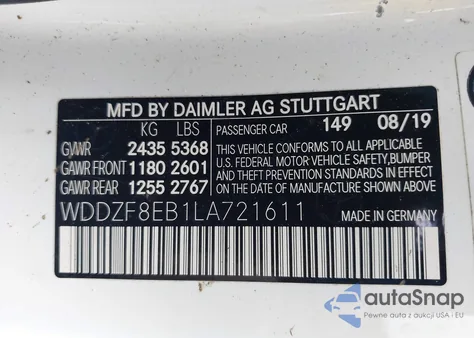 MFD BY DAIMLER AG STUTTGART
KG LBS PASSENGER CAR 149 08/19
GVWR 2435 5368 THIS VEHICLE CONFORMS TO ALL APPLICABLE
GAWR FRONT 1180 2601 U.S. FEDERAL MOTOR VEHICLE SAFETY, BUMPER
GAWR REAR 1255 2767 AND THEFT PREVENTION STANDARDS IN EFFECT
ON THE DATE OF MANUFACTURE SHOWN ABOVE.
WDDZF8EB1LA721611 MADE IN GERMANY
autoSnap
Pewne auta z aukcji USA i EU